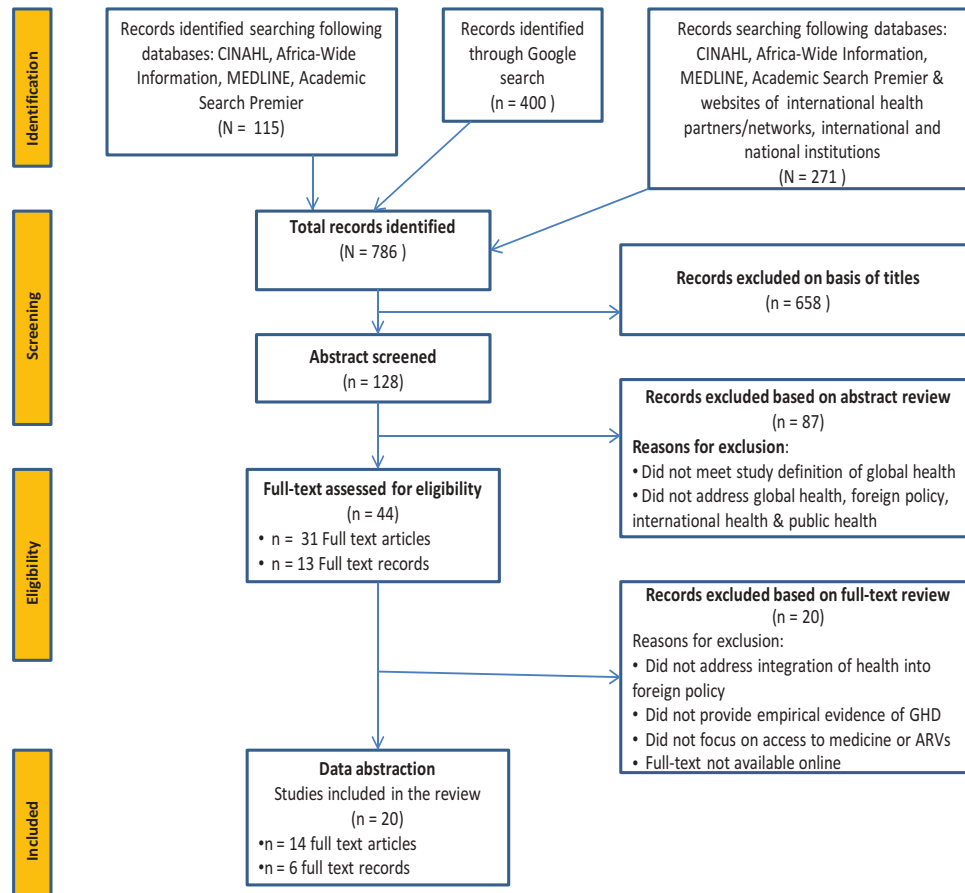 Identification
Records identified searching following
databases: CINAHL, Africa-Wide
Information, MEDLINE, Academic
Search Premier
(N = 115)
Records identified
through Google
search
(n = 400)
Records searching following databases:
CINAHL, Africa-Wide Information,
MEDLINE, Academic Search Premier &
websites of international health
partners/networks, international and
national institutions
(N = 271 )
Screening
Total records identified
(N = 786 )
Records excluded on basis of titles
(n = 658 )
Abstract screened
(n = 128)
Records excluded based on abstract review
(n = 87)
Reasons for exclusion:
• Did not meet study definition of global health
• Did not address global health, foreign policy,
international health & public health
Eligibility
Full-text assessed for eligibility
(n = 44)
• n = 31 Full text articles
• n = 13 Full text records
Records excluded based on full-text review
(n = 20)
Reasons for exclusion:
• Did not address integration of health into
foreign policy
• Did not provide empirical evidence of GHD
• Did not focus on access to medicine or ARVs
• Full-text not available online
Included
Data abstraction
Studies included in the review
(n = 20)
•n = 14 full text articles
•n = 6 full text records